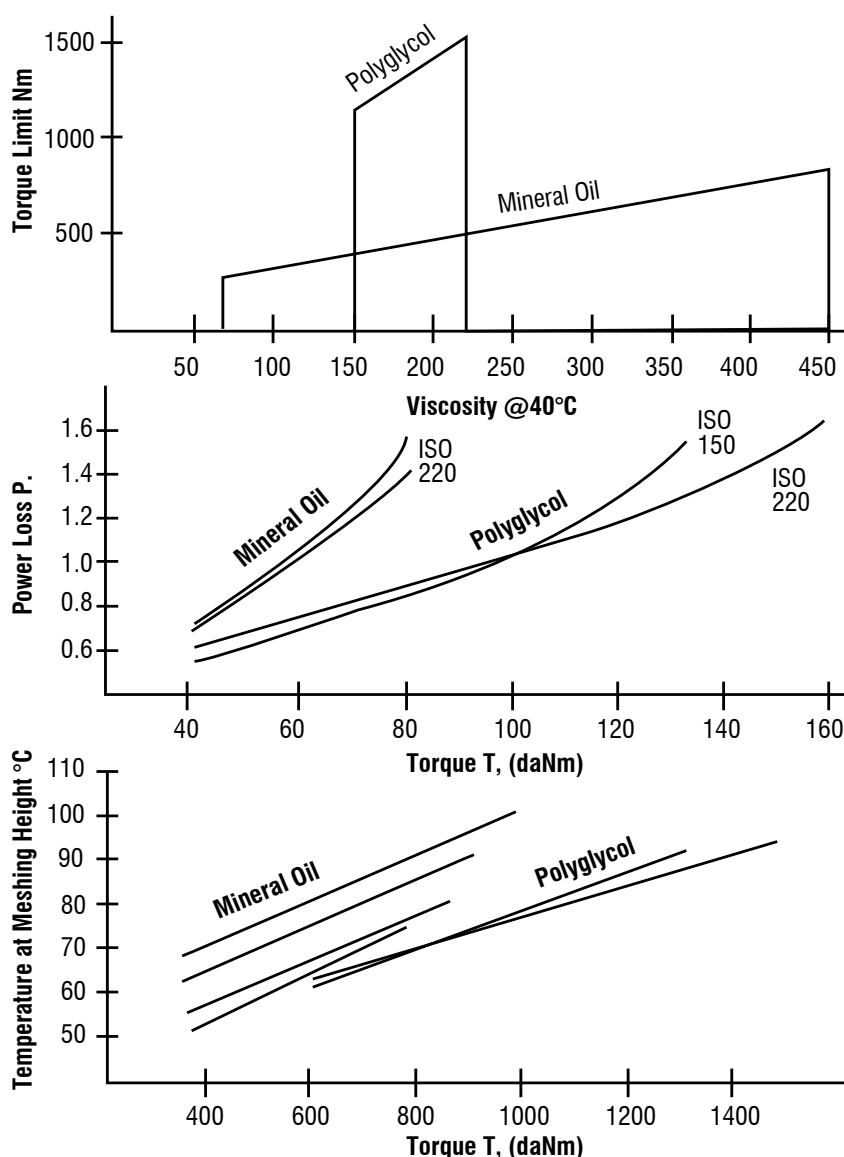 Torque Limit Nm
1500
1000
500
Polyglycol
Mineral Oil
50 100 150 200 250 300 350 400 450
Viscosity @40°C
Power Loss P.
1.6
1.4
1.2
1.0
0.8
0.6
Mineral Oil
ISO
220
Polyglycol
ISO
150
ISO
220
40 60 80 100 120 140 160
Torque T, (daNm)
Temperature at Meshing Height °C
110
100
90
80
70
60
50
Mineral Oil
Polyglycol
400 600 800 1000 1200 1400
Torque T, (daNm)